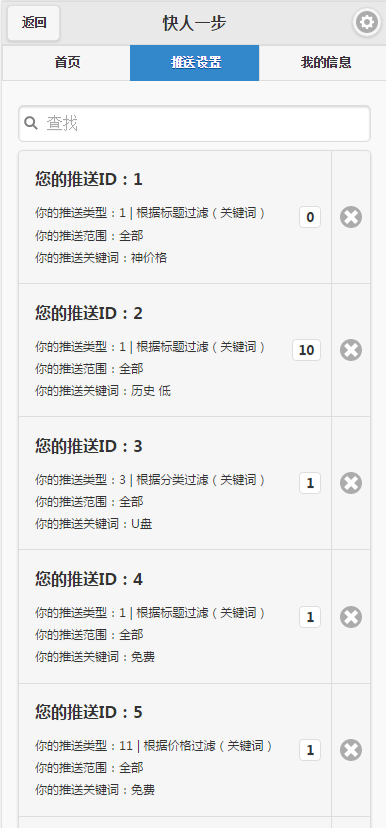 返回
快人一步
首页
推送设置
我的信息
查找
您的推送ID：1
你的推送类型：1 | 根据标题过滤（关键词）
你的推送范围：全部
你的推送关键词：神价格
0
您的推送ID：2
你的推送类型：1 | 根据标题过滤（关键词）
你的推送范围：全部
你的推送关键词：历史 低
10
您的推送ID：3
你的推送类型：3 | 根据分类过滤（关键词）
你的推送范围：全部
你的推送关键词：U盘
1
您的推送ID：4
你的推送类型：1 | 根据标题过滤（关键词）
你的推送范围：全部
你的推送关键词：免费
1
您的推送ID：5
你的推送类型：11 | 根据价格过滤（关键词）
你的推送范围：全部
你的推送关键词：免费
1